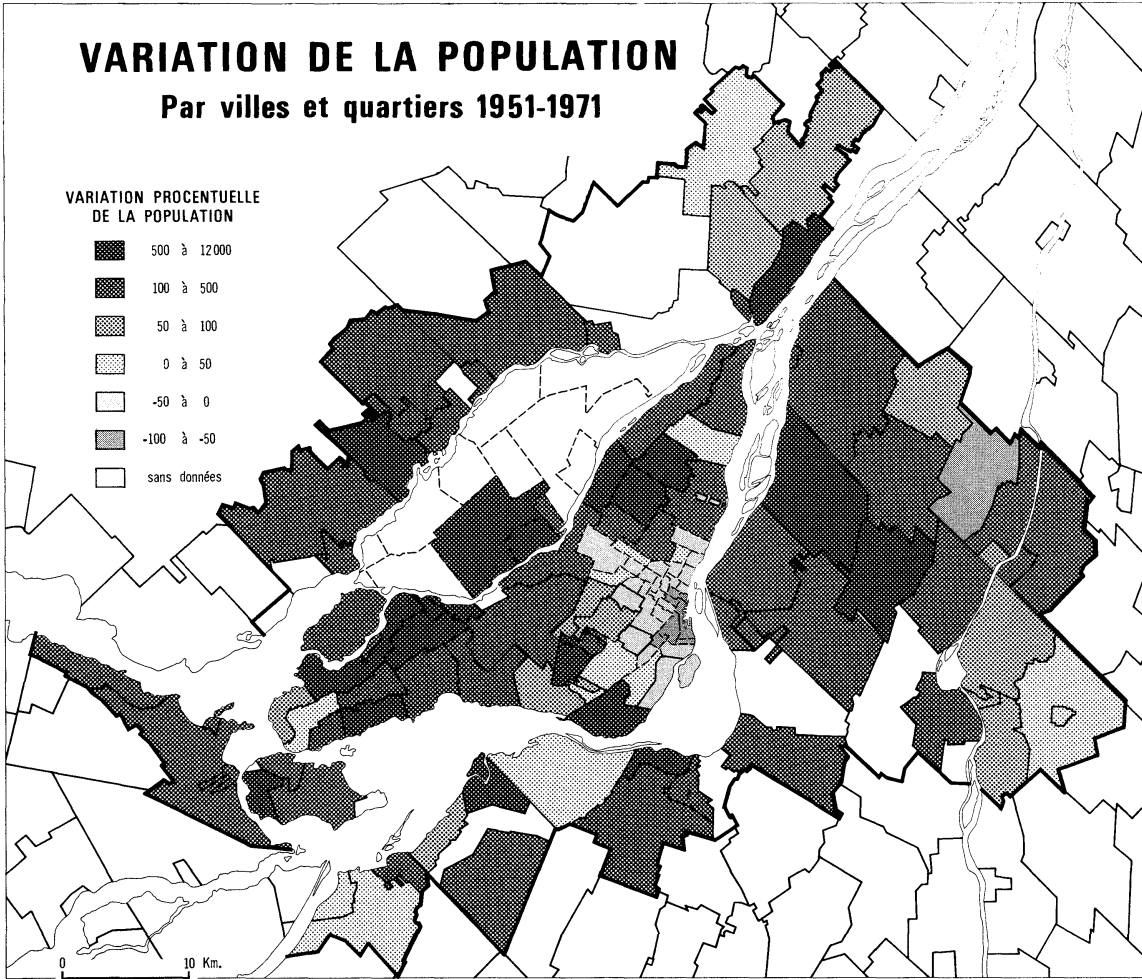 VARIATION DE LA POPULATION
Par villes et quartiers 1951-1971
VARIATION PROCENTUELLE
DE LA POPULATION
500 à 12000
100 à 500
50 à 100
0 à 50
-50 à 0
-100 à -50
sans données
0 10 Km.